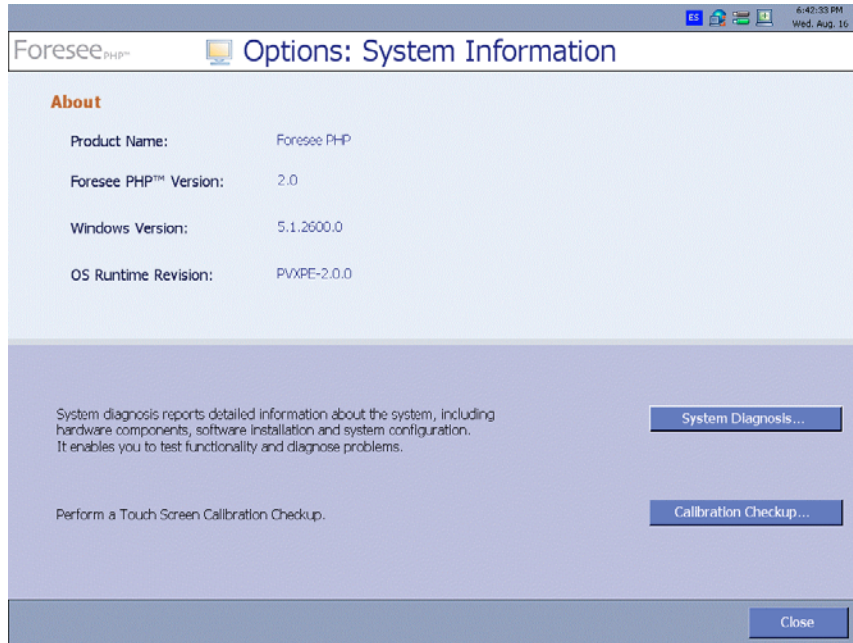 ES
6:42:33 PM
Wed. Aug. 16
Foresee PHP™
Options: System Information
About
Product Name: Foresee PHP
Foresee PHP™ Version: 2.0
Windows Version: 5.1.2600.0
OS Runtime Revision: PVXPE-2.0.0
System diagnosis reports detailed information about the system, including
hardware components, software installation and system configuration.
It enables you to test functionality and diagnose problems.
System Diagnosis...
Perform a Touch Screen Calibration Checkup.
Calibration Checkup...
Close